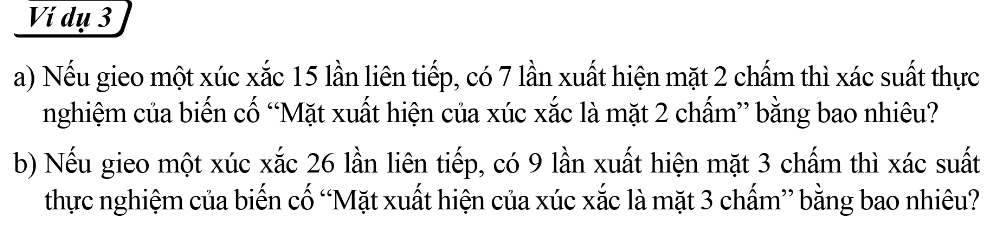 Ví dụ 3
a) Nếu gieo một xúc xắc 15 lần liên tiếp, có 7 lần xuất hiện mặt 2 chấm thì xác suất thực
nghiệm của biến cố “Mặt xuất hiện của xúc xắc là mặt 2 chấm” bằng bao nhiêu?
b) Nếu gieo một xúc xắc 26 lần liên tiếp, có 9 lần xuất hiện mặt 3 chấm thì xác suất
thực nghiệm của biến cố “Mặt xuất hiện của xúc xắc là mặt 3 chấm” bằng bao nhiêu?